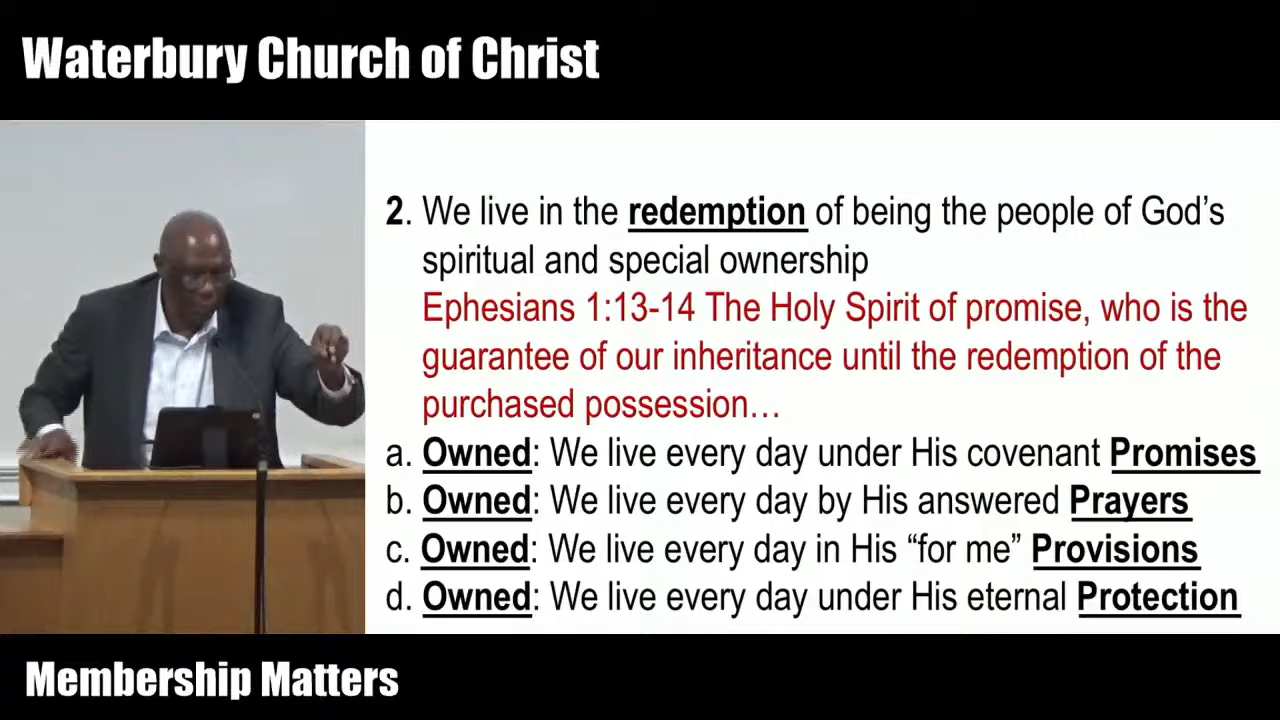 Waterbury Church of Christ
2. We live in the redemption of being the people of God's
spiritual and special ownership
Ephesians 1:13-14 The Holy Spirit of promise, who is the
guarantee of our inheritance until the redemption of the
purchased possession…
a. Owned: We live every day under His covenant Promises
b. Owned: We live every day by His answered Prayers
c. Owned: We live every day in His “for me” Provisions
d. Owned: We live every day under His eternal Protection
Membership Matters